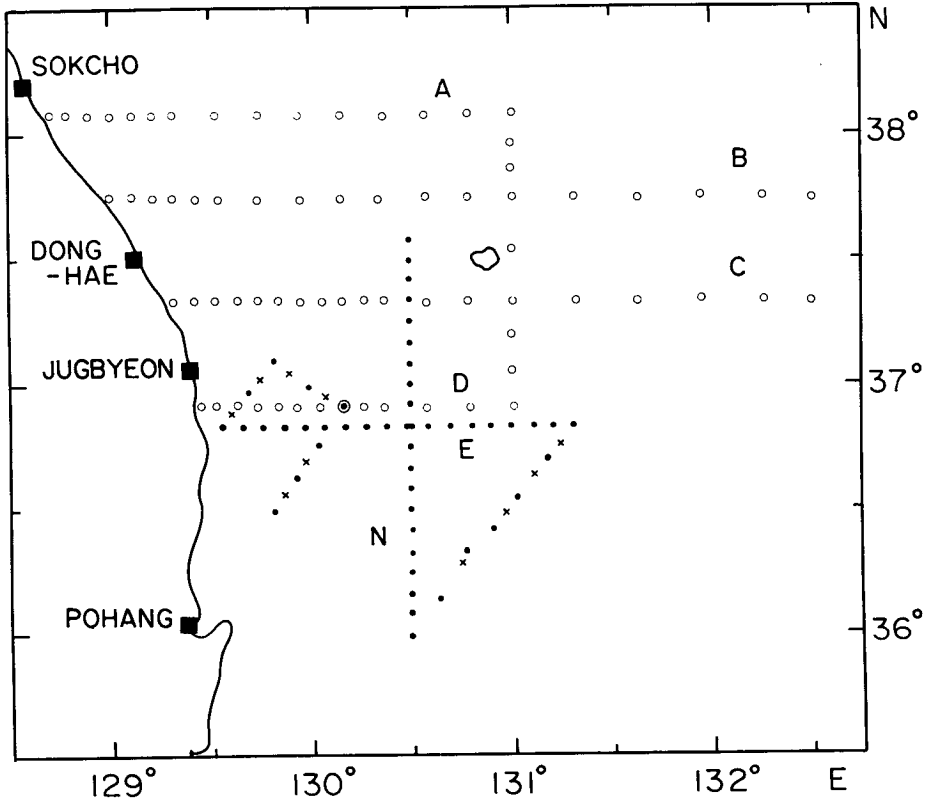 N
SOKCHO
A
38°
B
DONG
-HAE
C
JUGBYEON
37°
D
E
N
POHANG
36°
129°
130°
131°
132°
E